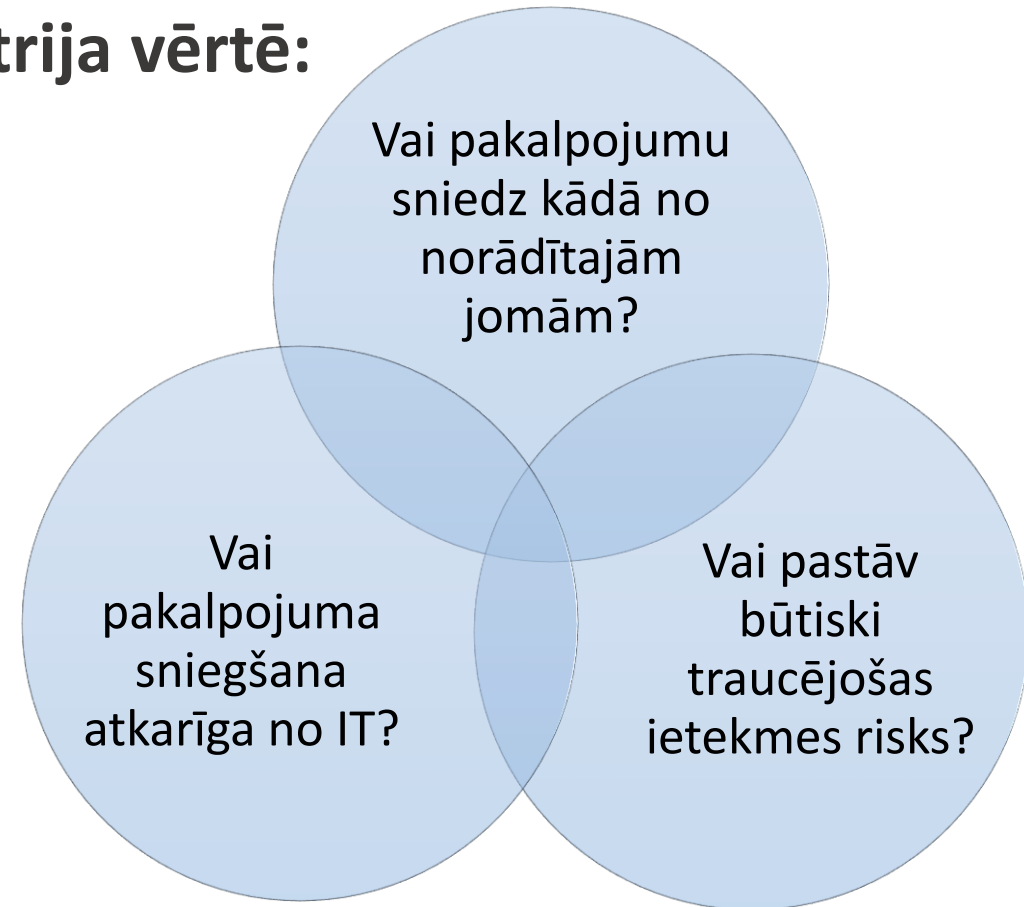 trija vērtē:
Vai pakalpojumu
sniedz kādā no
norādītajām
jomām?
Vai
pakalpojuma
sniegšana
atkarīga no IT?
Vai pastāv
būtiski
traucējošas
ietekmes risks?